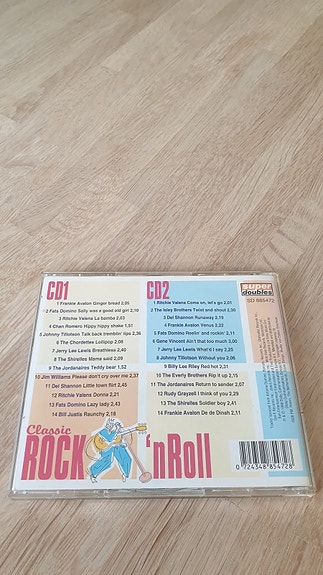 CD1
1 Frankie Avalon Ginger bread 2,05
2 Fats Domino Sally was a good old girl 2,10
3 Ritchie Valens La bamba 2,03
4 Chan Romero Hippy hippy shake 1,51
5 Johnny Tillotson Talk back trembln' lips 2,36
6 The Chordettes Lollipop 2,08
7 Jerry Lee Lewis Breathless 2,40
8 The Shirelles Mama said 2,09
9 The Jordanaires Teddy bear 1,52
10 Jim Williams Please don't cry over me 2,37
11 Del Shannon Little town flirt 2,45
12 Ritchie Valens Donna 2,21
13 Fats Domino Lazy lady 2,43
14 Bill Justis Raunchy 2,18
CD2
1 Ritchie Valens Come on, let's go 2,01
2 The Isley Brothers Twist and shout 2,30
3 Del Shannon Runaway 2,19
4 Frankie Avalon Venus 2,22
5 Fats Domino Rosiln' and rockin', 2,11
6 Gene Vincent Ain't that too much 3,00
7 Jerry Lee Lewis What d I say 2,25
8 Johnny Tillotson Without you 2,06
9 Billy Lee Riley Red hot 2,31
10 The Everly Brothers Rip it up 2,15
11 The Jordanaires Return to sender 2,07
12 Rudy Grayzell I think of you 2,29
13 The Shirelles Soldier boy 2,41
14 Frankie Avalon De de Dinah 2,11
super
doubles
SD 885472
Classic
ROCK 'nRoll
0 724348 854728